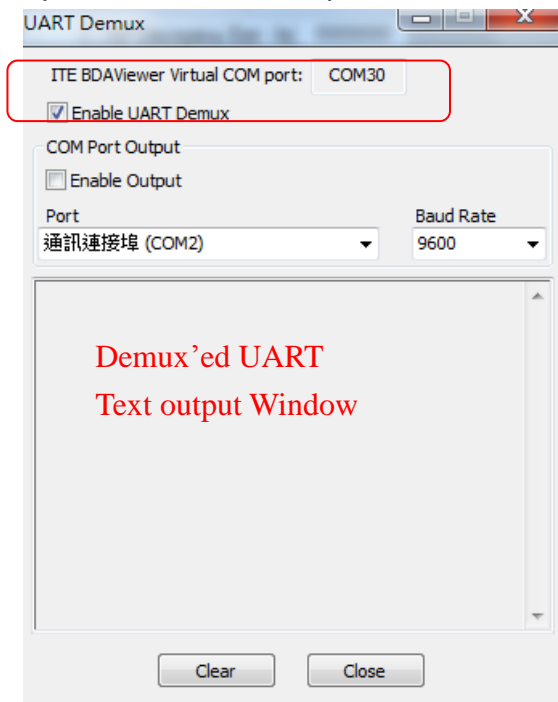 UART Demux
ITE BDAViewer Virtual COM port: COM30
Enable UART Demux
COM Port Output
Enable Output
Port Baud Rate
通訊連接埠 (COM2) 9600
Demux’ed UART
Text output Window
Clear Close